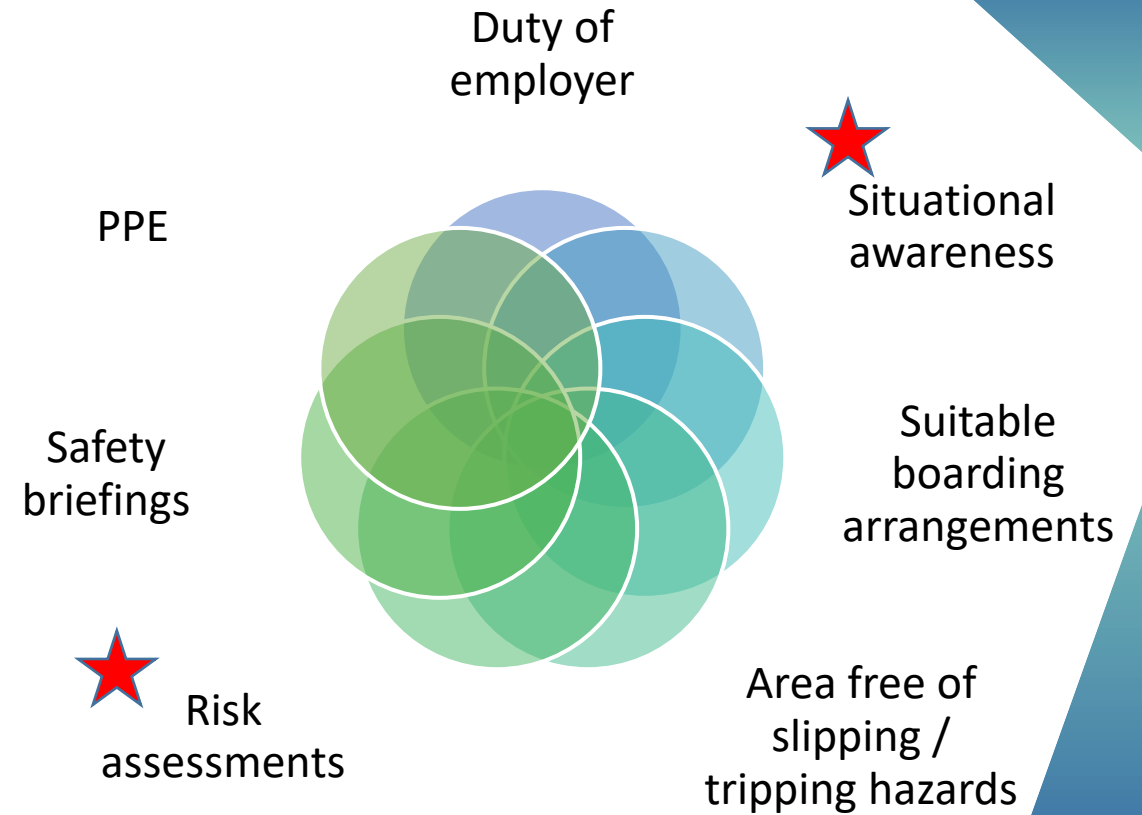 Duty of
employer
Situational
awareness
Suitable
boarding
arrangements
Area free of
slipping /
tripping hazards
Risk
assessments
Safety
briefings
PPE